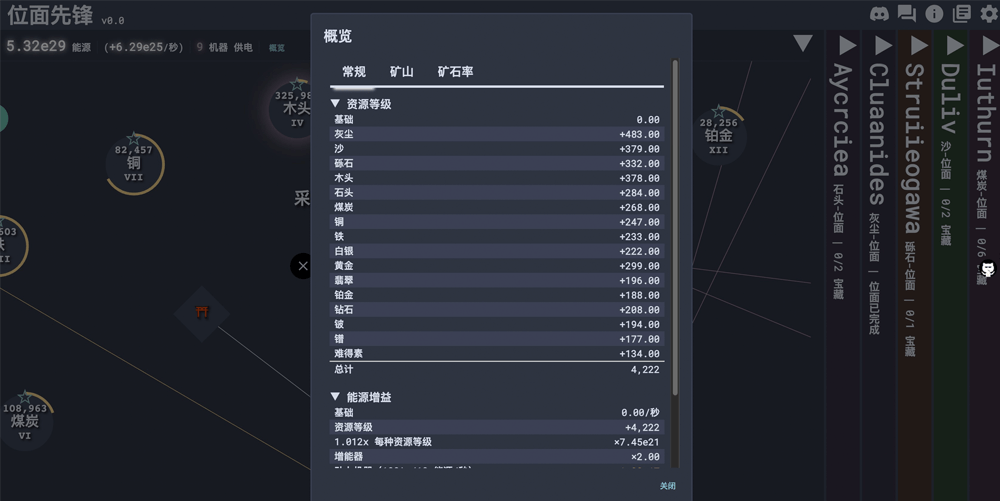 位面先锋 v0.0
5.32e29 能源 (+6.29e25/秒) 9 机器 供电 概览
82,457
铜
VII
木头
IV
采
108,963
煤炭
VI
28,256
铂金
XII
概览
常规 矿山 矿石率
▼ 资源等级
基础 0.00
灰尘 +483.00
沙 +379.00
砾石 +332.00
木头 +378.00
石头 +284.00
煤炭 +268.00
铜 +247.00
铁 +233.00
白银 +222.00
黄金 +299.00
翡翠 +196.00
铂金 +188.00
钻石 +208.00
铍 +194.00
镨 +177.00
难得素 +134.00
总计 4,222
▼ 能源增益
基础 0.00/秒
资源等级 +4,222
1.012x 每种资源等级 ×7.45e21
增能器 ×2.00
关闭
Aycrciea 石头-位面 | 0/2 宝藏
Cluaanides 灰尘-位面 | 位面已完成
Struiieogawa 砾石-位面 | 0/1 宝藏
Duliv 沙-位面 | 0/2 宝藏
Iuthurn 煤炭-位面 | 0/6 宝藏